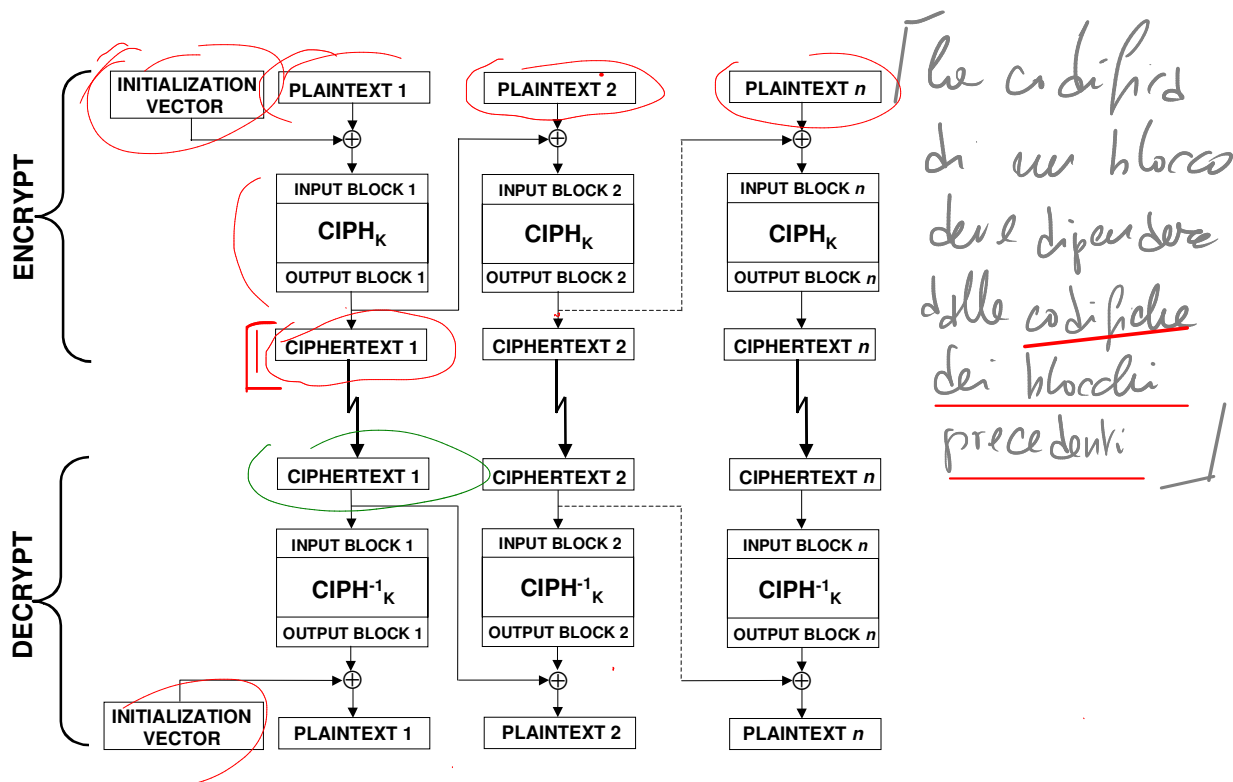 INITIALIZATION
VECTOR
PLAINTEXT 1
PLAINTEXT 2
PLAINTEXT n
ENCRYPT
INPUT BLOCK 1
CIPHK
OUTPUT BLOCK 1
INPUT BLOCK 2
CIPHK
OUTPUT BLOCK 2
INPUT BLOCK n
CIPHK
OUTPUT BLOCK n
CIPHERTEXT 1
CIPHERTEXT 2
CIPHERTEXT n
DECRYPT
CIPHERTEXT 1
CIPHERTEXT 2
CIPHERTEXT n
INPUT BLOCK 1
CIPH-1K
OUTPUT BLOCK 1
INPUT BLOCK 2
CIPH-1K
OUTPUT BLOCK 2
INPUT BLOCK n
CIPH-1K
OUTPUT BLOCK n
INITIALIZATION
VECTOR
PLAINTEXT 1
PLAINTEXT 2
PLAINTEXT n
codifica
di un blocco
deve dipendere
dalle codifiche
dei blocchi
precedenti